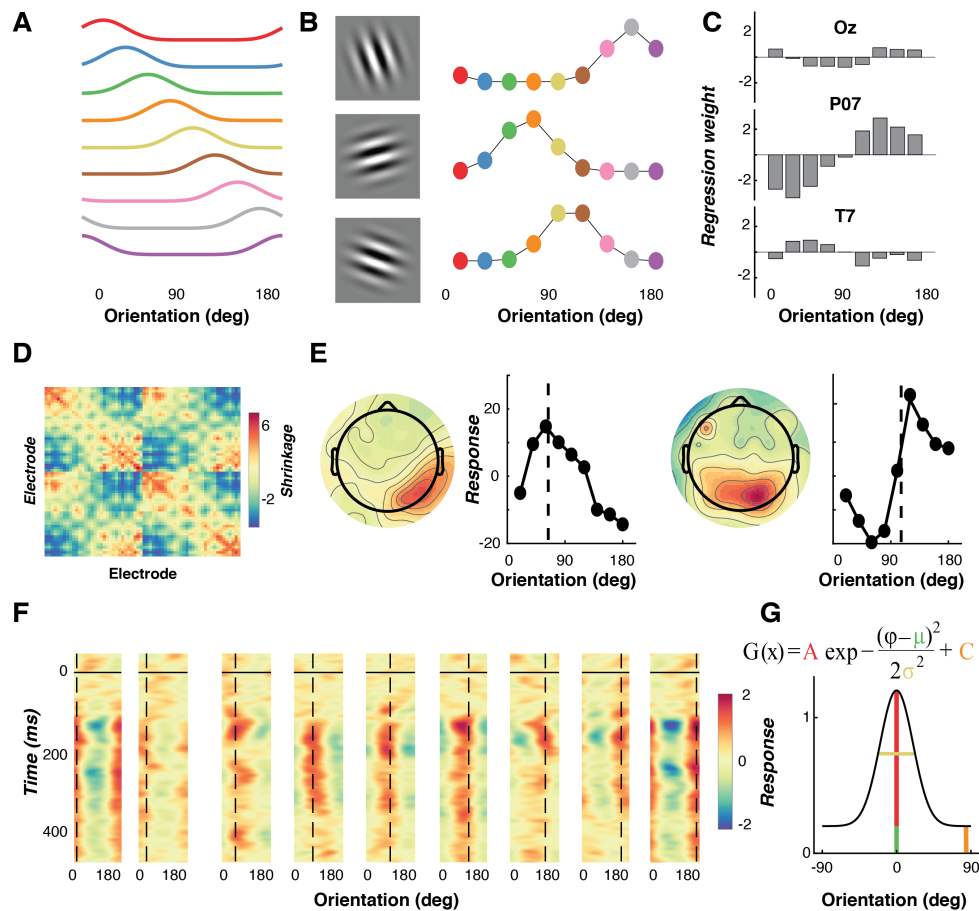 A
B
C
Oz
2
-2
P07
2
-2
T7
2
-2
Regression weight
0 90 180
Orientation (deg)
0 90 180
Orientation (deg)
0 90 180
Orientation (deg)
D
E
Electrode
Electrode
6
-2
Shrinkage
Response
20
0
-20
0 90 180
Orientation (deg)
0 90 180
Orientation (deg)
F
G
G(x)=A exp−(φ−μ)²/2σ²+C
Time (ms)
0
200
400
0 180 0 180 0 180 0 180 0 180 0 180 0 180 0 180 0 180
Orientation (deg)
2
1
0
-1
-2
Response
1
0
-90 0 90
Orientation (deg)